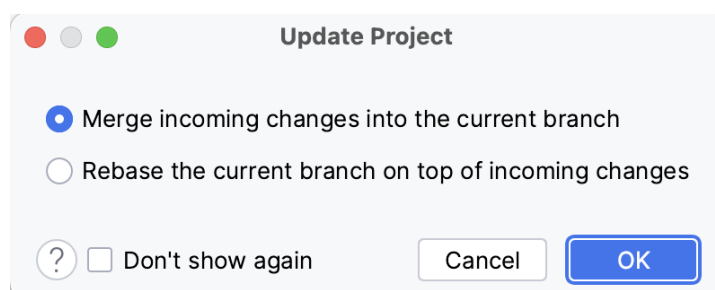 Update Project
Merge incoming changes into the current branch
Rebase the current branch on top of incoming changes
? Don't show again Cancel OK